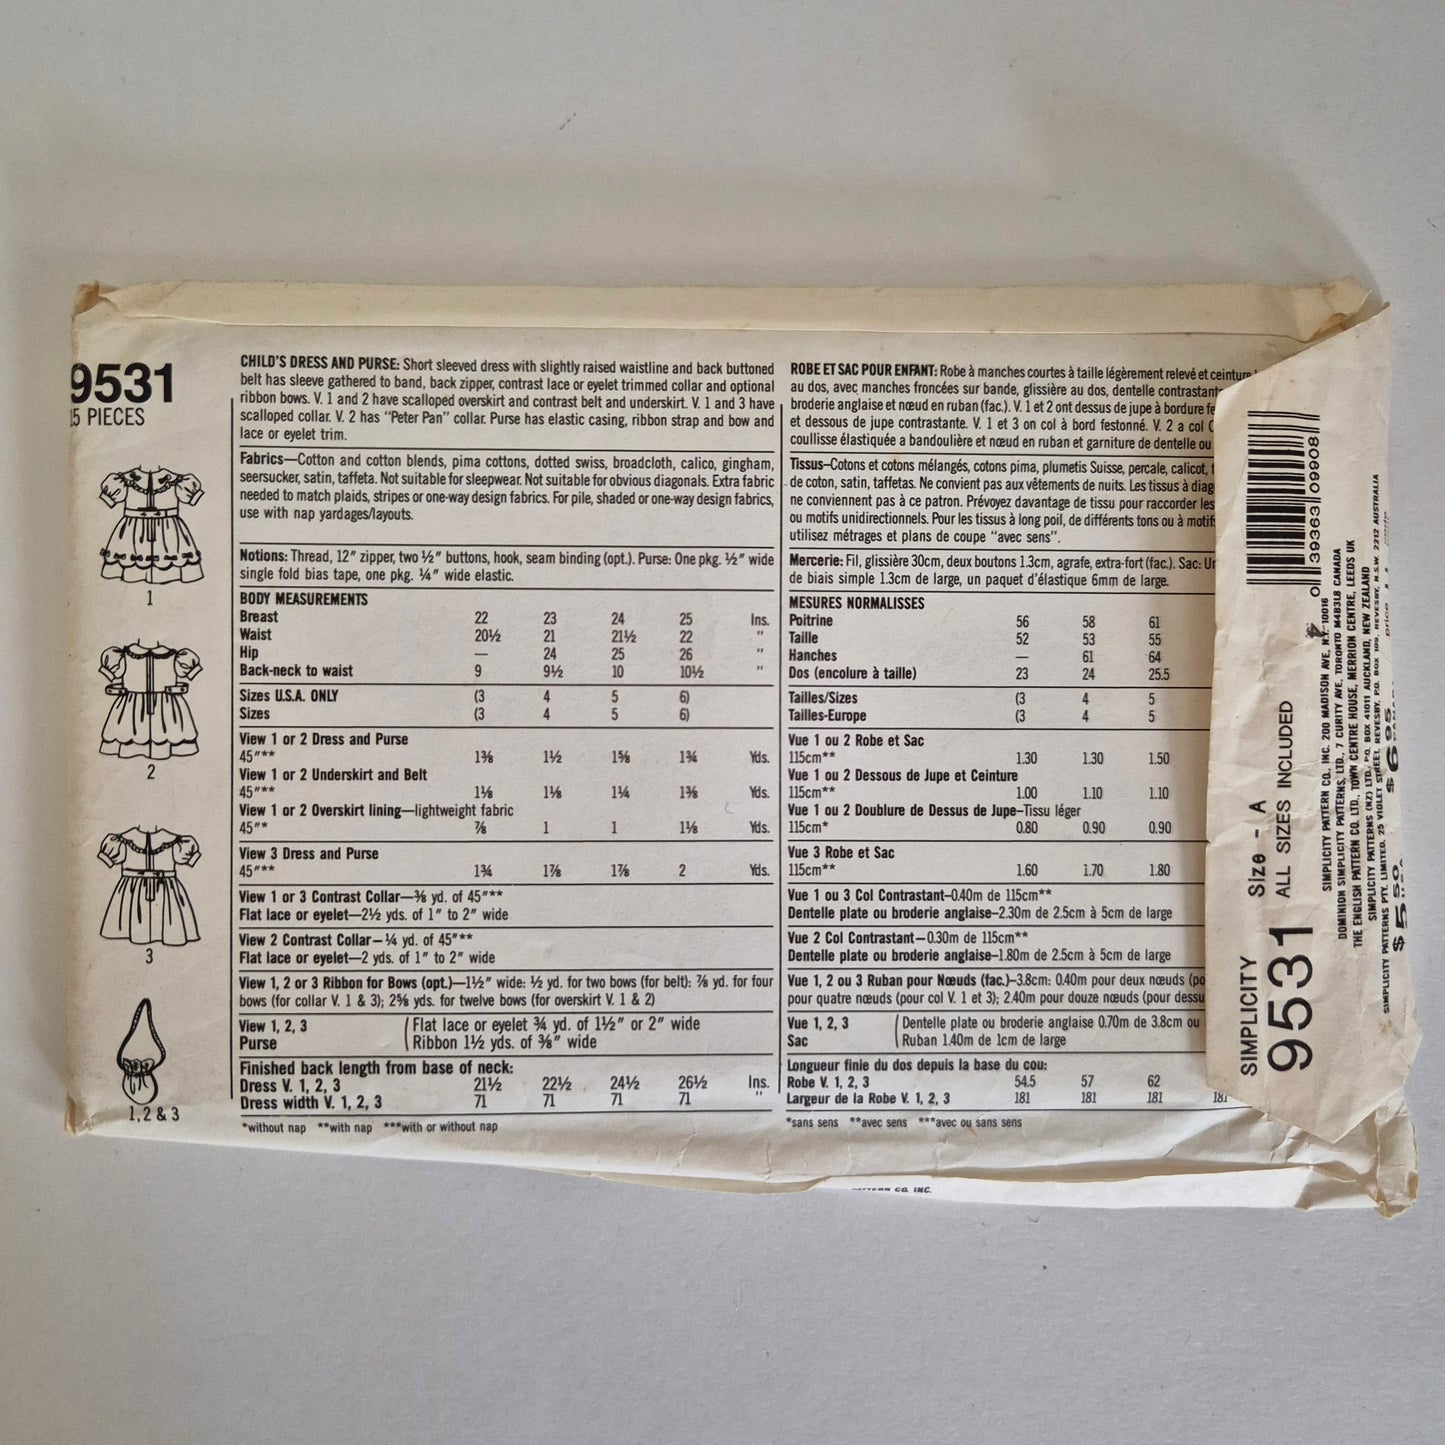 9531
15 PIECES
1
2
3
1,2 & 3
CHILD'S DRESS AND PURSE: Short sleeved dress with slightly raised waistline and back buttoned
belt has sleeve gathered to band, back zipper, contrast lace or eyelet trimmed collar and optional
ribbon bows. V. 1 and 2 have scalloped overskirt and contrast belt and underskirt. V. 1 and 3 have
scalloped collar. V. 2 has "Peter Pan" collar. Purse has elastic casing, ribbon strap and bow and
lace or eyelet trim.
Fabrics—Cotton and cotton blends, pima cottons, dotted swiss, broadcloth, calico, gingham,
seersucker, satin, taffeta. Not suitable for sleepwear. Not suitable for obvious diagonals. Extra fabric
needed to match plaids, stripes or one-way design fabrics. For pile, shaded or one-way design fabrics,
use with nap yardages/layouts.
Notions: Thread, 12" zipper, two ½" buttons, hook, seam binding (opt.). Purse: One pkg. ½" wide
single fold bias tape, one pkg. ¼" wide elastic.
BODY MEASUREMENTS
Breast 22 23 24 25 Ins.
Waist 20½ 21 21½ 22 "
Hip — 24 25 26 "
Back-neck to waist 9 9½ 10 10½ "
Sizes U.S.A. ONLY (3 4 5 6)
Sizes (3 4 5 6)
View 1 or 2 Dress and Purse
45"** 1⅜ 1½ 1⅝ 1¾ Yds.
View 1 or 2 Underskirt and Belt
45"** 1⅛ 1⅛ 1¼ 1⅜ Yds.
View 1 or 2 Overskirt lining—lightweight fabric
45"* ⅞ 1 1 1⅛ Yds.
View 3 Dress and Purse
45"** 1¾ 1⅞ 1⅞ 2 Yds.
View 1 or 3 Contrast Collar—⅜ yd. of 45"**
Flat lace or eyelet—2½ yds. of 1" to 2" wide
View 2 Contrast Collar—¼ yd. of 45"**
Flat lace or eyelet—2 yds. of 1" to 2" wide
View 1, 2 or 3 Ribbon for Bows (opt.)—1½" wide: ½ yd. for two bows (for belt): ⅞ yd. for four
bows (for collar V. 1 & 3); 2⅝ yds. for twelve bows (for overskirt V. 1 & 2)
View 1, 2, 3 Flat lace or eyelet ¾ yd. of 1½" or 2" wide
Purse Ribbon 1½ yds. of ⅜" wide
Finished back length from base of neck:
Dress V. 1, 2, 3 21½ 22½ 24½ 26½ Ins.
Dress width V. 1, 2, 3 71 71 71 71 "
*without nap **with nap ***with or without nap
ROBE ET SAC POUR ENFANT: Robe à manches courtes à taille légèrement relevé et ceinture
au dos, avec manches froncées sur bande, glissière au dos, dentelle contrastante
broderie anglaise et nœud en ruban (fac.). V. 1 et 2 ont dessus de jupe à bordure fe
et dessous de jupe contrastante. V. 1 et 3 on col à bord festonné. V. 2 a col
coullisse élastiquée a bandoulière et nœud en ruban et garniture de dentelle ou
Tissus—Cotons et cotons mélangés, cotons pima, plumetis Suisse, percale, calicot,
de coton, satin, taffetas. Ne convient pas aux vêtements de nuits. Les tissus à diag
ne conviennent pas à ce patron. Prévoyez davantage de tissu pour raccorder les
ou motifs unidirectionnels. Pour les tissus à long poil, de différents tons ou à motif
utilisez métrages et plans de coupe "avec sens".
Mercerie: Fil, glissière 30cm, deux boutons 1.3cm, agrafe, extra-fort (fac.). Sac: Un
de biais simple 1.3cm de large, un paquet d'élastique 6mm de large.
MESURES NORMALISSES
Poitrine 56 58 61
Taille 52 53 55
Hanches — 61 64
Dos (encolure à taille) 23 24 25.5
Tailles/Sizes (3 4 5
Tailles-Europe (3 4 5
Vue 1 ou 2 Robe et Sac
115cm** 1.30 1.30 1.50
Vue 1 ou 2 Dessous de Jupe et Ceinture
115cm** 1.00 1.10 1.10
Vue 1 ou 2 Doublure de Dessus de Jupe–Tissu léger
115cm* 0.80 0.90 0.90
Vue 3 Robe et Sac
115cm** 1.60 1.70 1.80
Vue 1 ou 3 Col Contrastant–0.40m de 115cm**
Dentelle plate ou broderie anglaise–2.30m de 2.5cm à 5cm de large
Vue 2 Col Contrastant—0.30m de 115cm**
Dentelle plate ou broderie anglaise–1.80m de 2.5cm à 5cm de large
Vue 1, 2 ou 3 Ruban pour Nœuds (fac.)–3.8cm: 0.40m pour deux nœuds (po
pour quatre nœuds (pour col V. 1 et 3); 2.40m pour douze nœuds (pour dessu
Vue 1, 2, 3 Dentelle plate ou broderie anglaise 0.70m de 3.8cm ou
Sac Ruban 1.40m de 1cm de large
Longueur finie du dos depuis la base du cou:
Robe V. 1, 2, 3 54.5 57 62
Largeur de la Robe V. 1, 2, 3 181 181 181 181
*sans sens **avec sens ***avec ou sans sens
CO. INC.
SIMPLICITY
9531
Size - A
ALL SIZES INCLUDED
0 39363 09908 4
SIMPLICITY PATTERN CO., INC. 200 MADISON AVE., N.Y. 10016
DOMINION SIMPLICITY PATTERNS, LTD., 7 CURITY AVE. TORONTO M4B3L8 CANADA
THE ENGLISH PATTERN CO. LTD., TOWN CENTRE HOUSE, MERRION CENTRE, LEEDS UK
SIMPLICITY PATTERNS (NZ) LTD., P.O. BOX 41011 AUCKLAND, NEW ZEALAND
SIMPLICITY PATTERNS PTY. LIMITED, 25 VIOLET STREET, REVESBY, P.O. BOX 109, REVESBY, N.S.W. 2212 AUSTRALIA
$5.50
$6.95